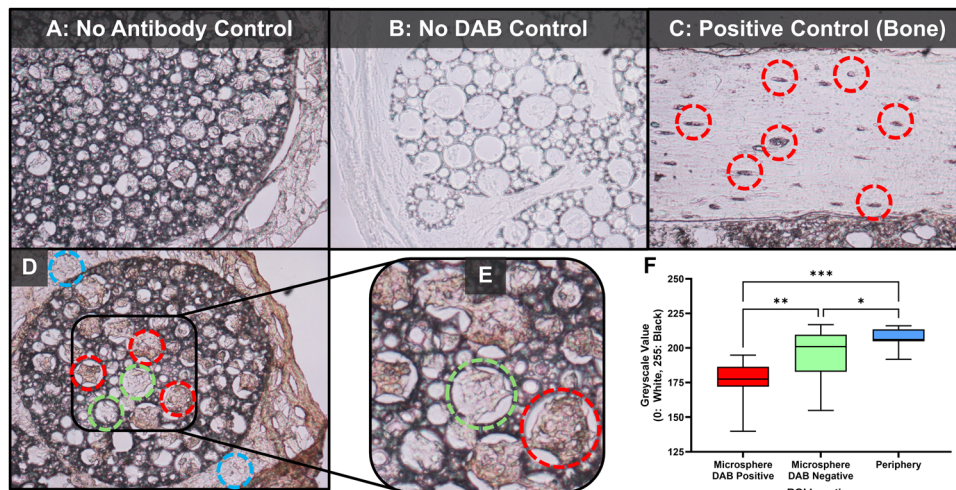 A: No Antibody Control
B: No DAB Control
C: Positive Control (Bone)
D
E
F
Greyscale Value
(0: White, 255: Black)
250
225
200
175
150
125
***
**
*
Microsphere
DAB Positive
Microsphere
DAB Negative
Periphery